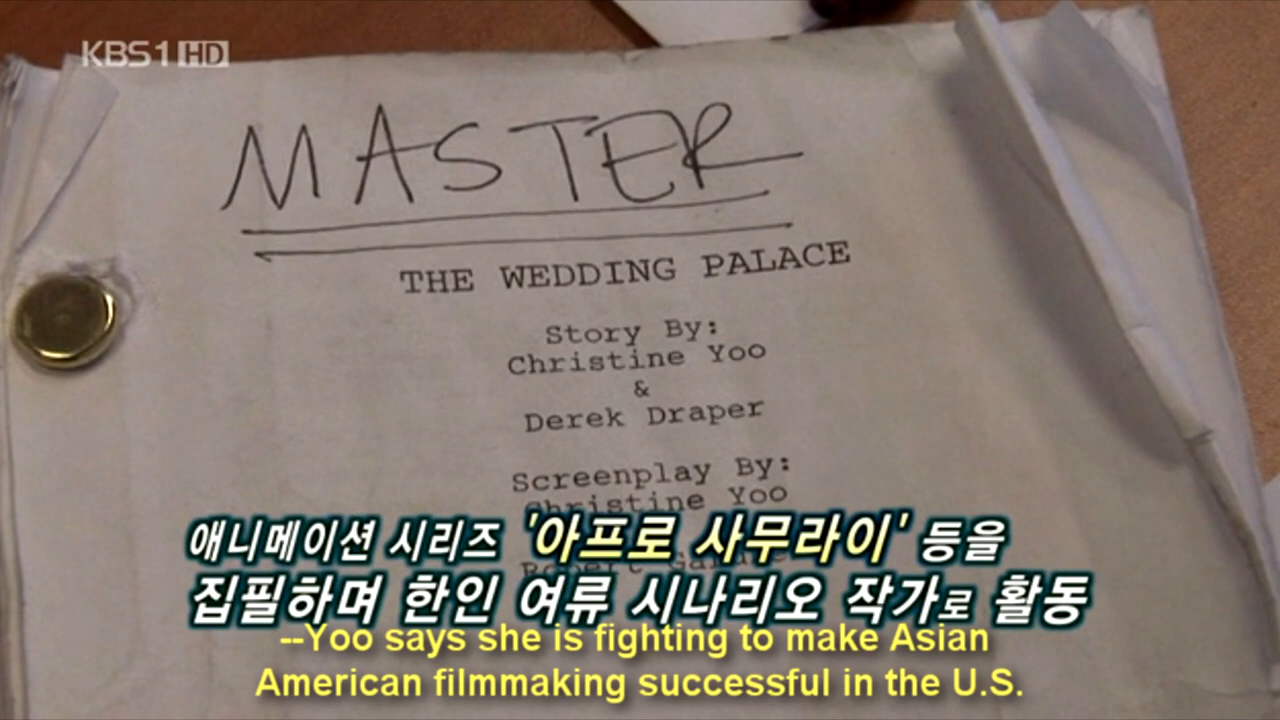 KBS1 HD
MASTER
THE WEDDING PALACE
Story By:
Christine Yoo
&
Derek Draper
Screenplay By:
Christine Yoo
Robert
애니메이션 시리즈 '아프로 사무라이' 등을
집필하며 한인 여류 시나리오 작가로 활동
--Yoo says she is fighting to make Asian
American filmmaking successful in the U.S.